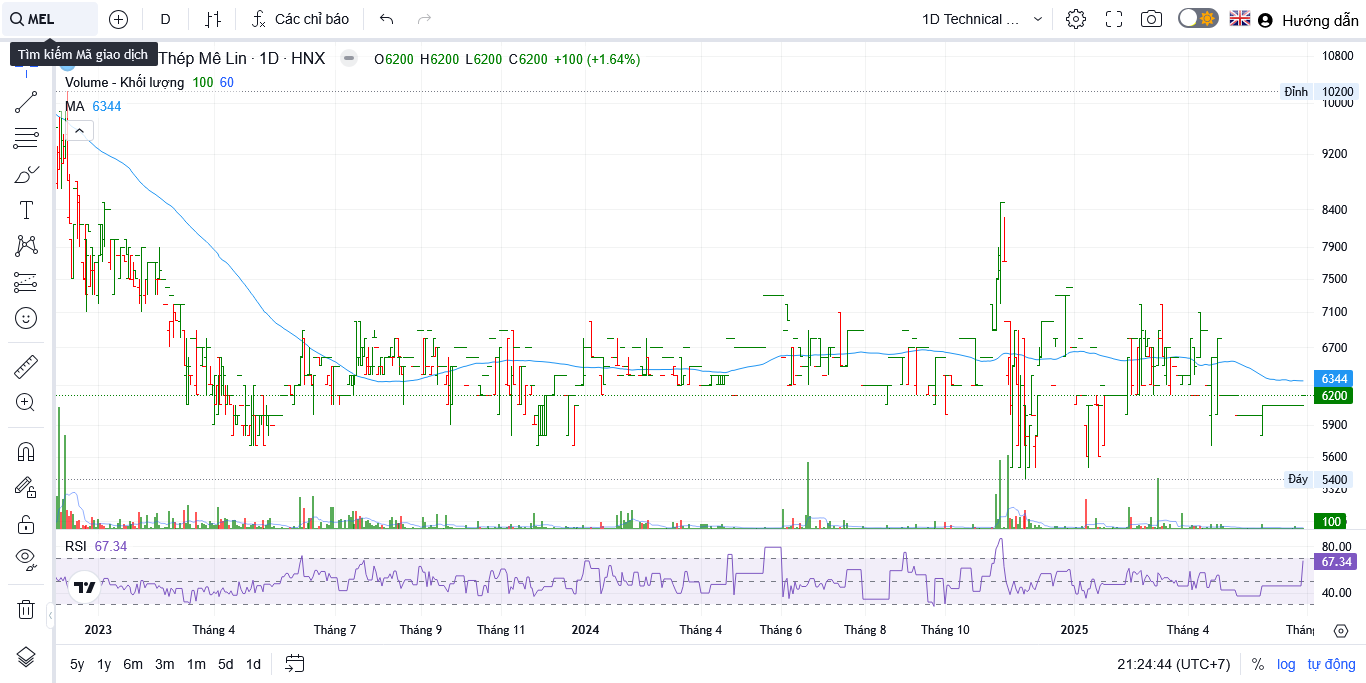 MEL
D
Các chỉ báo
1D Technical ...
Hướng dẫn
Tìm kiếm Mã giao dịch
Thép Mê Lin · 1D · HNX
O6200 H6200 L6200 C6200 +100 (+1.64%)
Volume - Khối lượng 100 60
MA 6344
10800
Đỉnh 10200
10000
9200
8400
7900
7500
7100
6700
6344
6200
5900
5600
Đáy 5400
5320
100
RSI 67.34
80.00
67.34
40.00
2023 Tháng 4 Tháng 7 Tháng 9 Tháng 11 2024 Tháng 4 Tháng 6 Tháng 8 Tháng 10 2025 Tháng 4 Thán
5y 1y 6m 3m 1m 5d 1d
21:24:44 (UTC+7) % log tự động